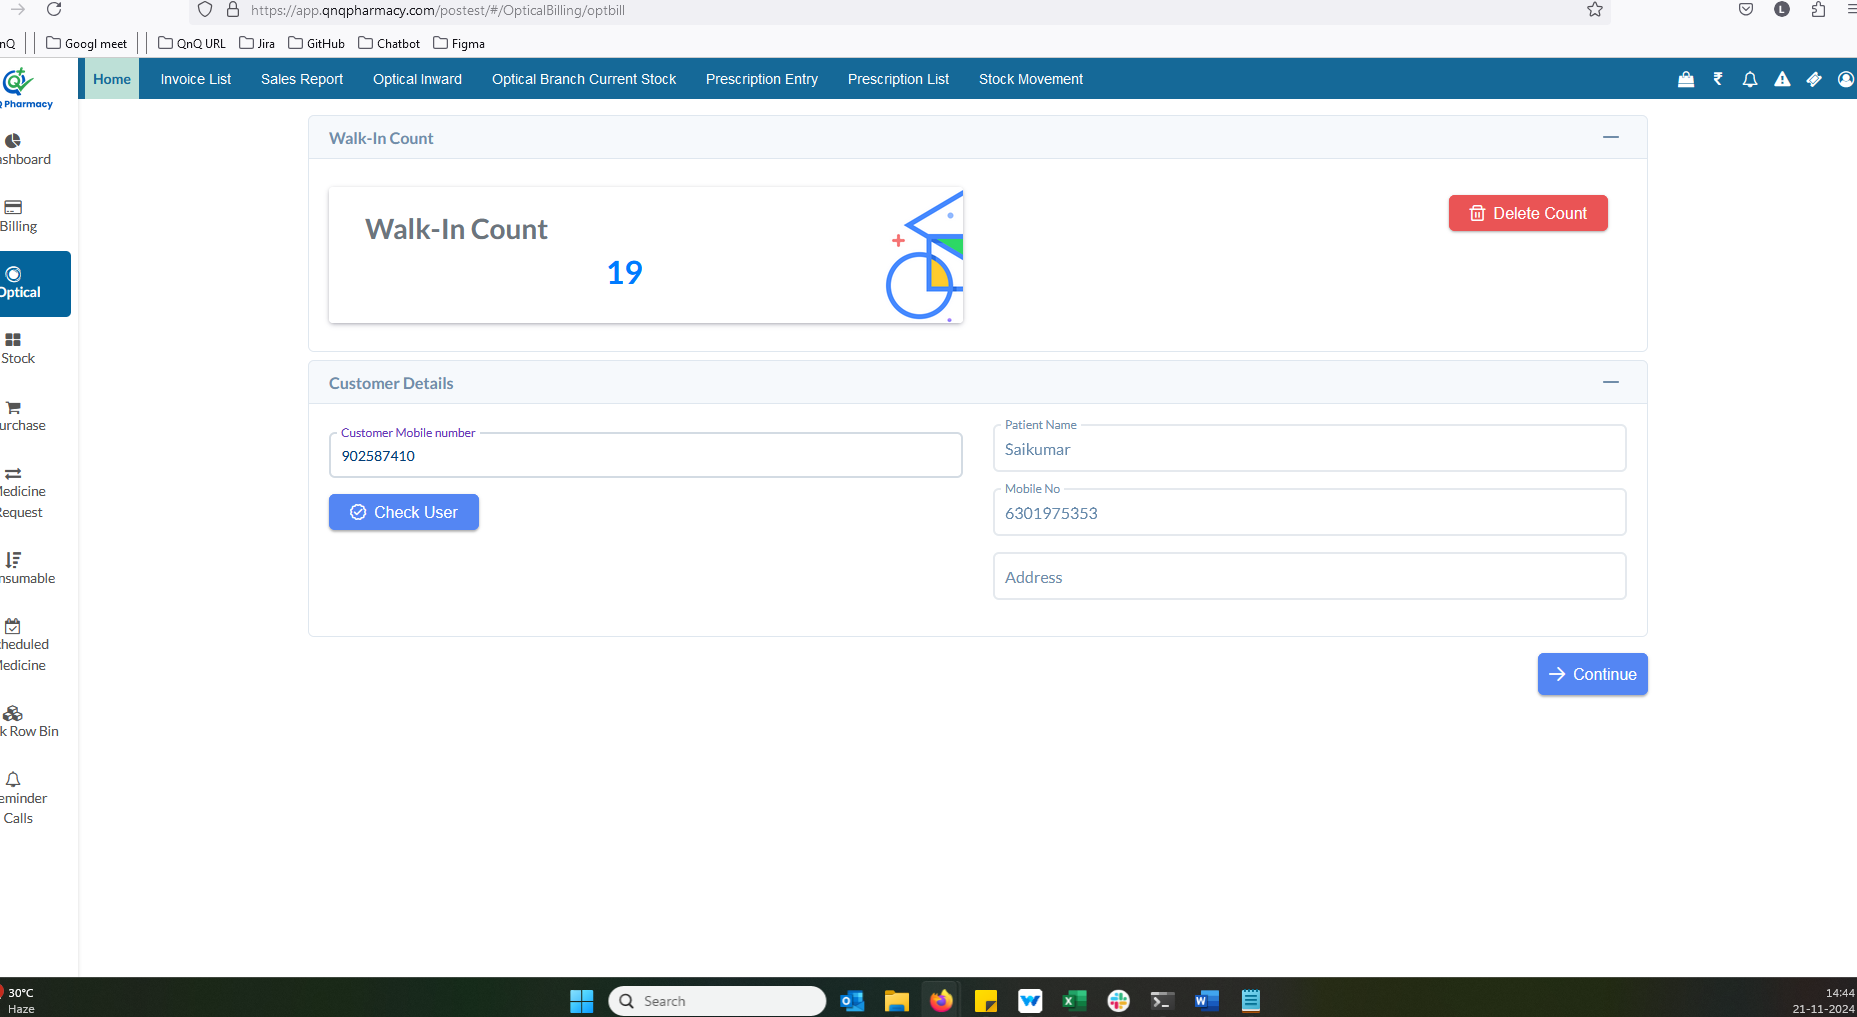 https://app.qnqpharmacy.com/postest/#/OpticalBilling/optbill
L
nQ Googl meet QnQ URL Jira GitHub Chatbot Figma
Home Invoice List Sales Report Optical Inward Optical Branch Current Stock Prescription Entry Prescription List Stock Movement
Pharmacy
ashboard
Billing
Optical
Stock
urchase
Medicine
Request
nsumable
cheduled
Medicine
k Row Bin
eminder
Calls
Walk-In Count
Walk-In Count
19
Delete Count
Customer Details
Customer Mobile number
902587410
Check User
Patient Name
Saikumar
Mobile No
6301975353
Address
Continue
30°C
Haze
Search
14:44
21-11-2024